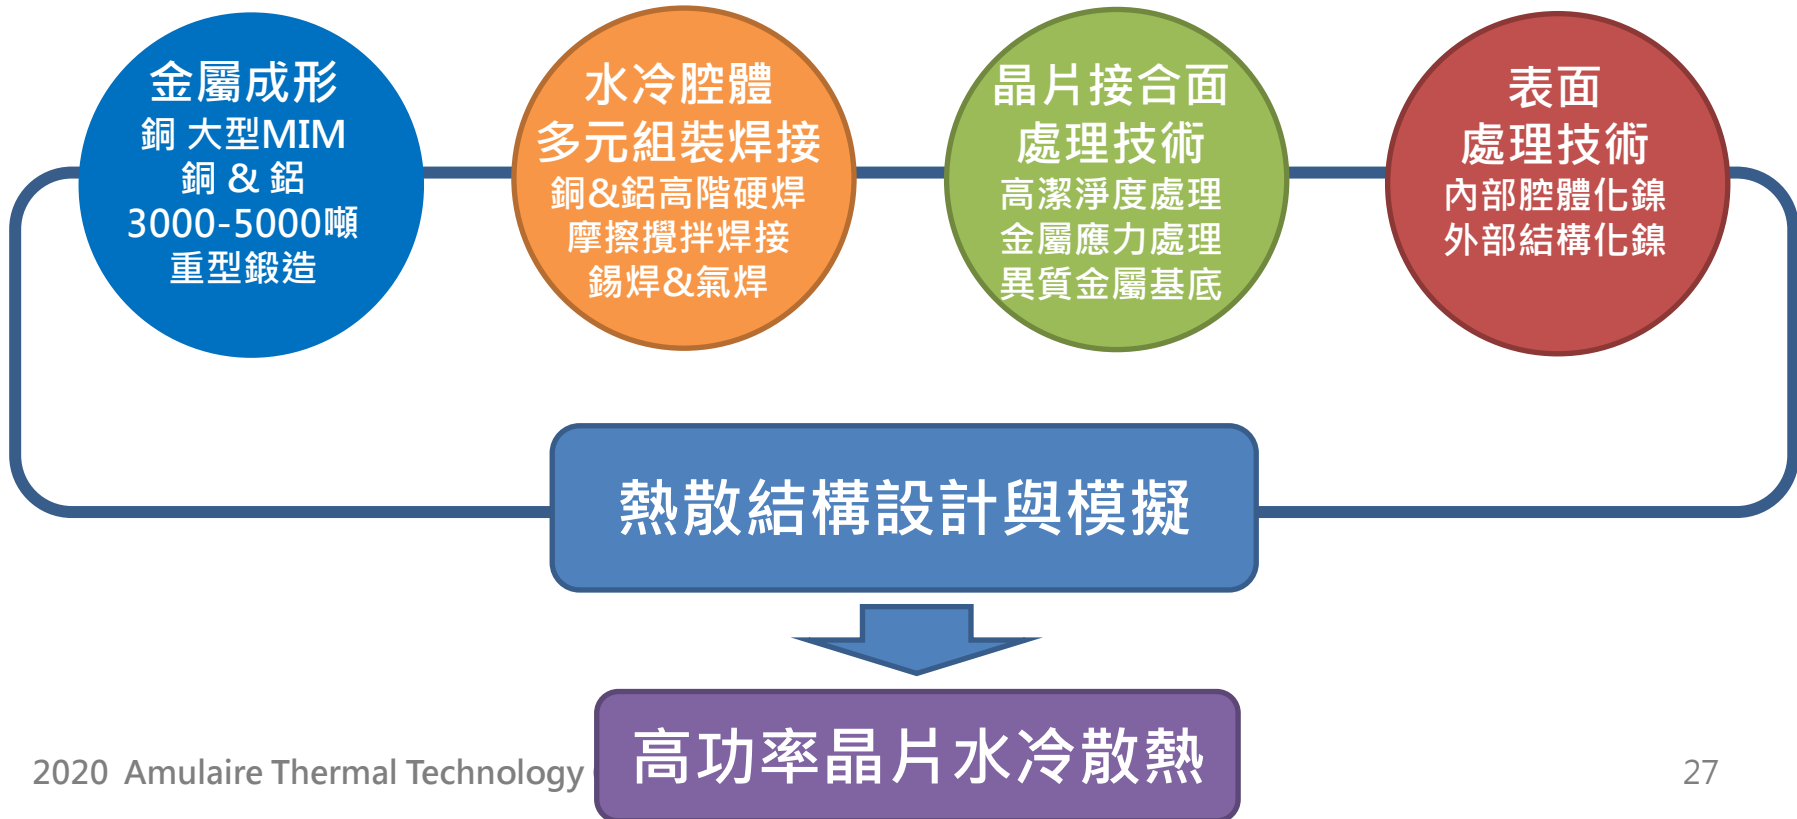 金屬成形
銅 大型MIM
銅 & 鋁
3000-5000噸
重型鍛造
水冷腔體
多元組裝焊接
銅&鋁高階硬焊
摩擦攪拌焊接
錫焊&氣焊
晶片接合面
處理技術
高潔淨度處理
金屬應力處理
異質金屬基底
表面
處理技術
內部腔體化鎳
外部結構化鎳
熱散結構設計與模擬
高功率晶片水冷散熱
2020 Amulaire Thermal Technology
27